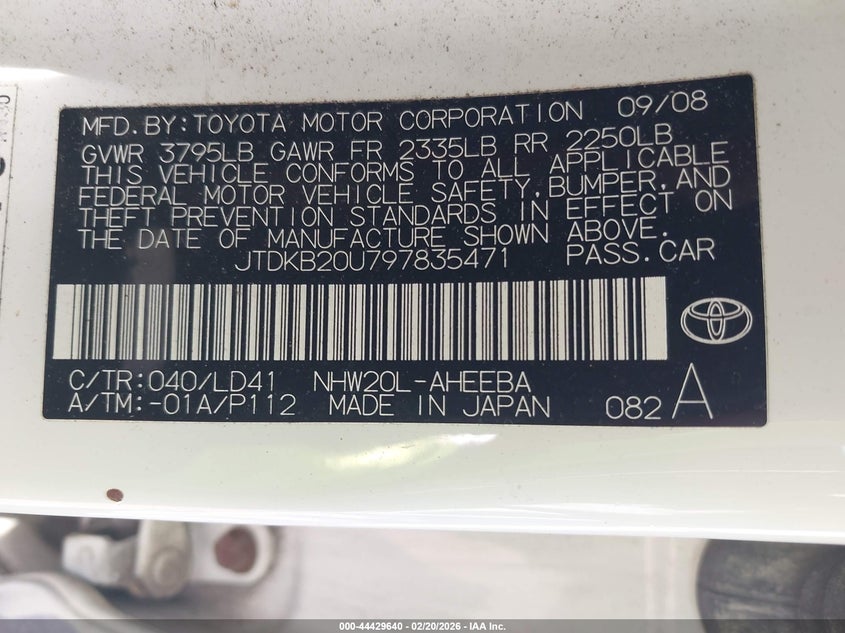 MFD. BY: TOYOTA MOTOR CORPORATION 09/08
GVWR 3795LB GAWR FR 2335LB RR 2250LB
THIS VEHICLE CONFORMS TO ALL APPLICABLE
FEDERAL MOTOR VEHICLE SAFETY, BUMPER, AND
THEFT PREVENTION STANDARDS IN EFFECT ON
THE DATE OF MANUFACTURE SHOWN ABOVE.
JTDKB20U797835471 PASS. CAR
C/TR: 040/LD41 NHW20L-AHEEBA
A/TM: -01A/P112 MADE IN JAPAN 082 A
000-44429640 - 02/20/2026 - IAA Inc.